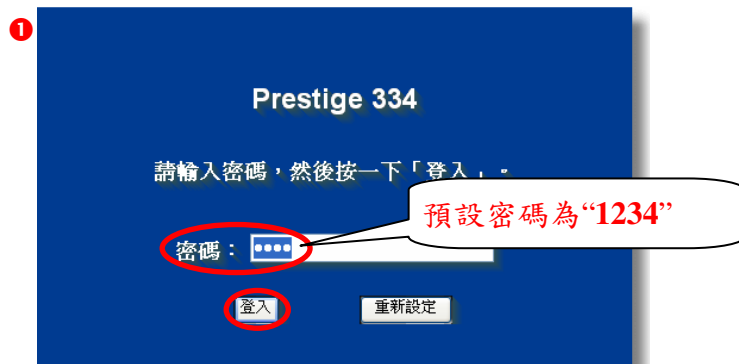 ❶
Prestige 334
請輸入密碼，然後按一下「登入」。
預設密碼為“1234”
密碼：••••
登入 重新設定